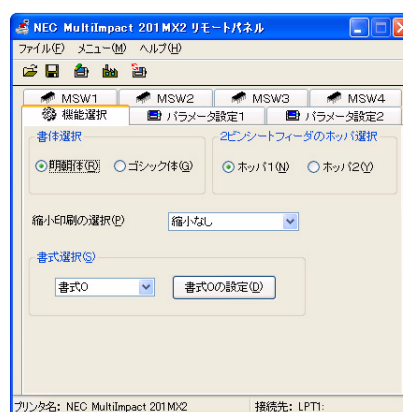 NEC MultiImpact 201MX2 リモートパネル
ファイル(F) メニュー(M) ヘルプ(H)
MSW1 MSW2 MSW3 MSW4
機能選択 パラメータ設定1 パラメータ設定2
書体選択 2ビンシートフィーダのホッパ選択
明朝体(R) ゴシック体(G) ホッパ1(N) ホッパ2(Y)
縮小印刷の選択(P) 縮小なし
書式選択(S)
書式0 書式0の設定(D)
プリンタ名: NEC MultiImpact 201MX2 接続先: LPT1: